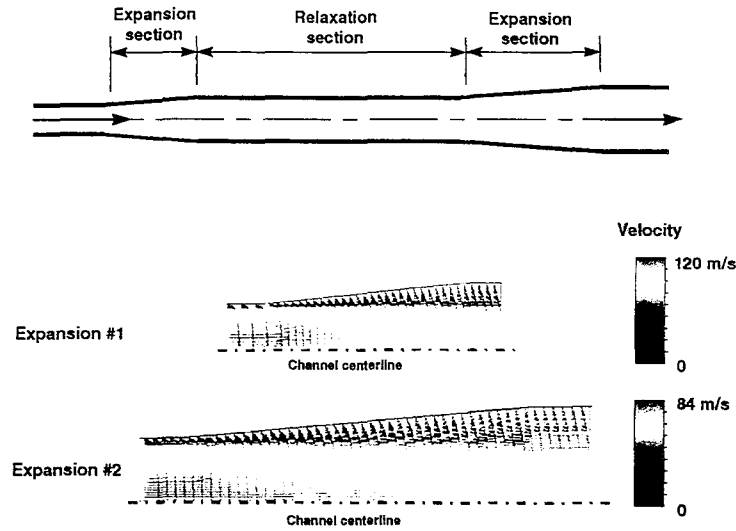 Expansion
section
Relaxation
section
Expansion
section
Velocity
120 m/s
Expansion #1
0
Channel centerline
84 m/s
Expansion #2
0
Channel centerline